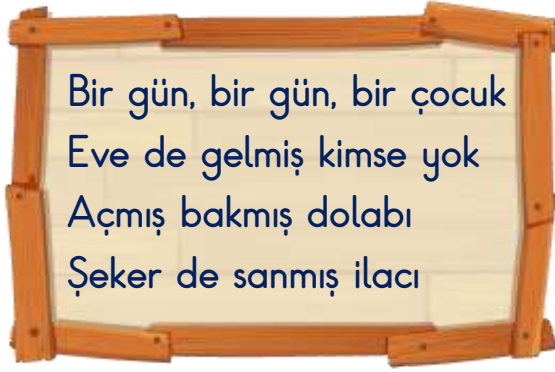 Bir gün, bir gün, bir çocuk
Eve de gelmiş kimse yok
Açmış bakmış dolabı
Şeker de sanmış ilacı